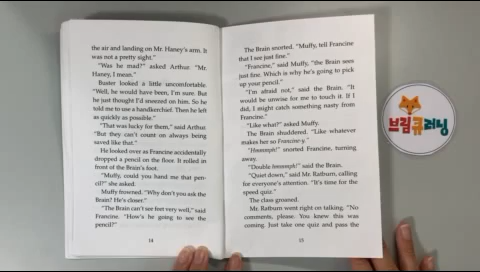 the air and landing on Mr. Haney's arm. It
was not a pretty sight."
"Was he mad?" asked Arthur. "Mr.
Haney, I mean."
Buster looked a little uncomfortable.
"Well, he would have been, I'm sure. But
he just thought I'd sneezed on him. So he
told me to use a handkerchief. Then he left
as quickly as possible."
"That was lucky for them," said Arthur.
"But they can't count on always being
saved like that."
He looked over as Francine accidentally
dropped a pencil on the floor. It rolled in
front of the Brain's foot.
"Muffy, could you hand me that pen-
cil?" she asked.
Muffy frowned. "Why don't you ask the
Brain? He's closer."
"The Brain can't see very well," said
Francine. "How's he going to see the
pencil?"
14
The Brain snorted. "Muffy, tell Francine
that I see just fine."
"Francine," said Muffy, "the Brain sees
just fine. Which is why he's going to pick
up your pencil."
"I'm afraid not," said the Brain. "It
would be unwise for me to touch it. If I
did, I might catch something nasty from
Francine."
"Like what?" asked Muffy.
The Brain shuddered. "Like whatever
makes her so Francine-y."
"Hmmmph!" snorted Francine, turning
away.
"Double hmmmph!" said the Brain.
"Quiet down," said Mr. Ratburn, calling
for everyone's attention. "It's time for the
speed quiz."
The class groaned.
Mr. Ratburn went right on talking. "No
comments, please. You knew this was
coming. Just take one quiz and pass the
15
브림큐
러닝